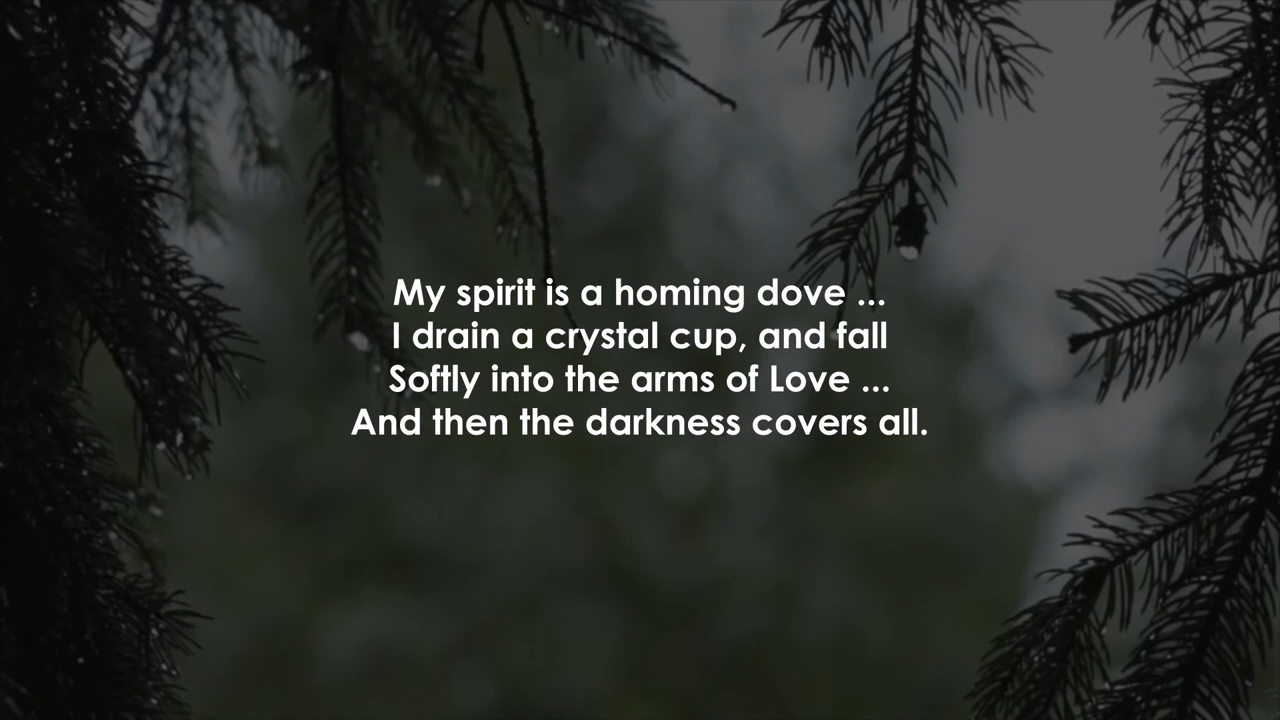 My spirit is a homing dove ...
I drain a crystal cup, and fall
Softly into the arms of Love ...
And then the darkness covers all.